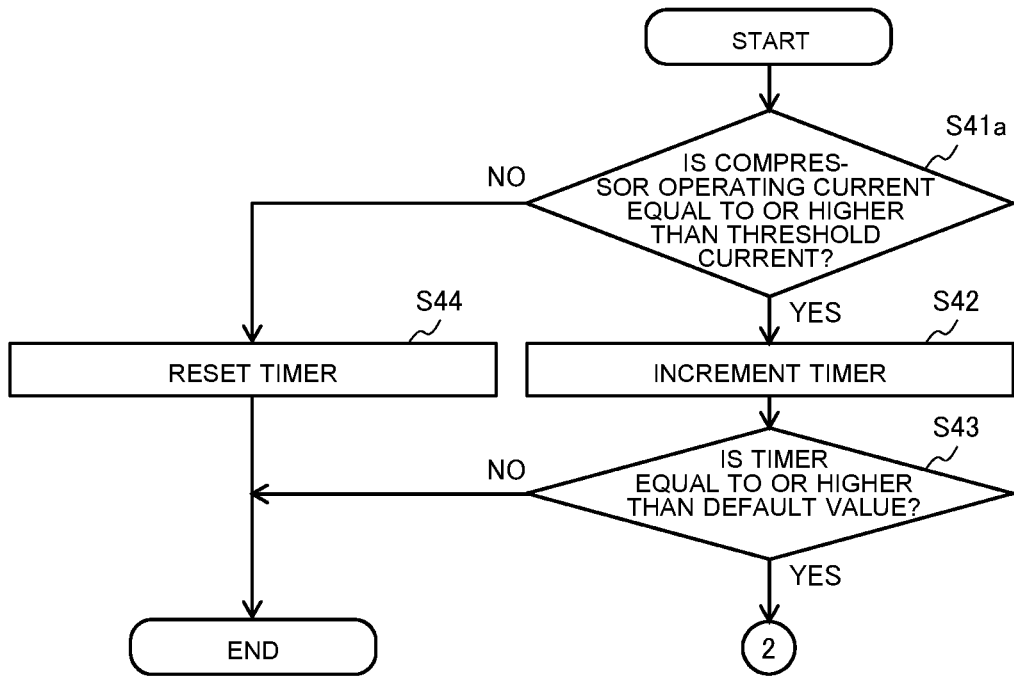 START
S41a
IS COMPRES-
SOR OPERATING CURRENT
EQUAL TO OR HIGHER
THAN THRESHOLD
CURRENT?
NO
YES
S44
RESET TIMER
S42
INCREMENT TIMER
S43
IS TIMER
EQUAL TO OR HIGHER
THAN DEFAULT VALUE?
NO
YES
END
2